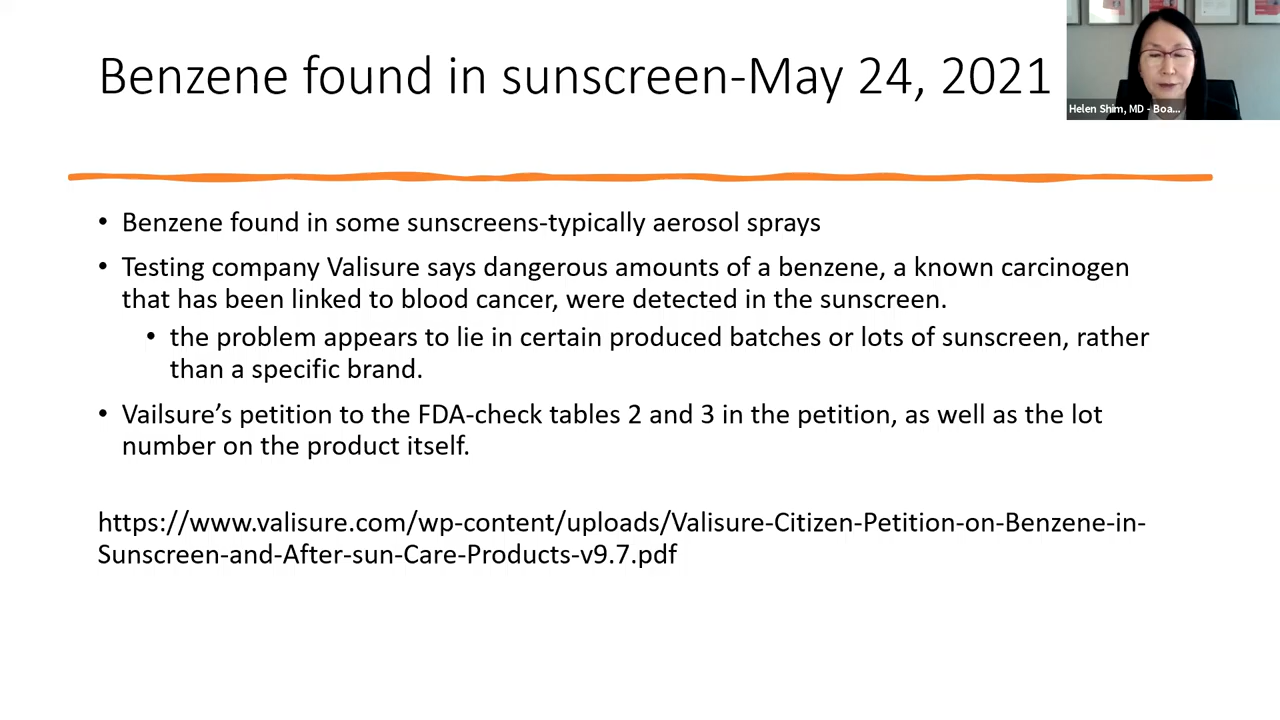 Benzene found in sunscreen-May 24, 2021
Helen Shim, MD - Boa...
• Benzene found in some sunscreens-typically aerosol sprays
• Testing company Valisure says dangerous amounts of a benzene, a known carcinogen
that has been linked to blood cancer, were detected in the sunscreen.
• the problem appears to lie in certain produced batches or lots of sunscreen, rather
than a specific brand.
• Vailsure’s petition to the FDA-check tables 2 and 3 in the petition, as well as the lot
number on the product itself.
https://www.valisure.com/wp-content/uploads/Valisure-Citizen-Petition-on-Benzene-in-
Sunscreen-and-After-sun-Care-Products-v9.7.pdf